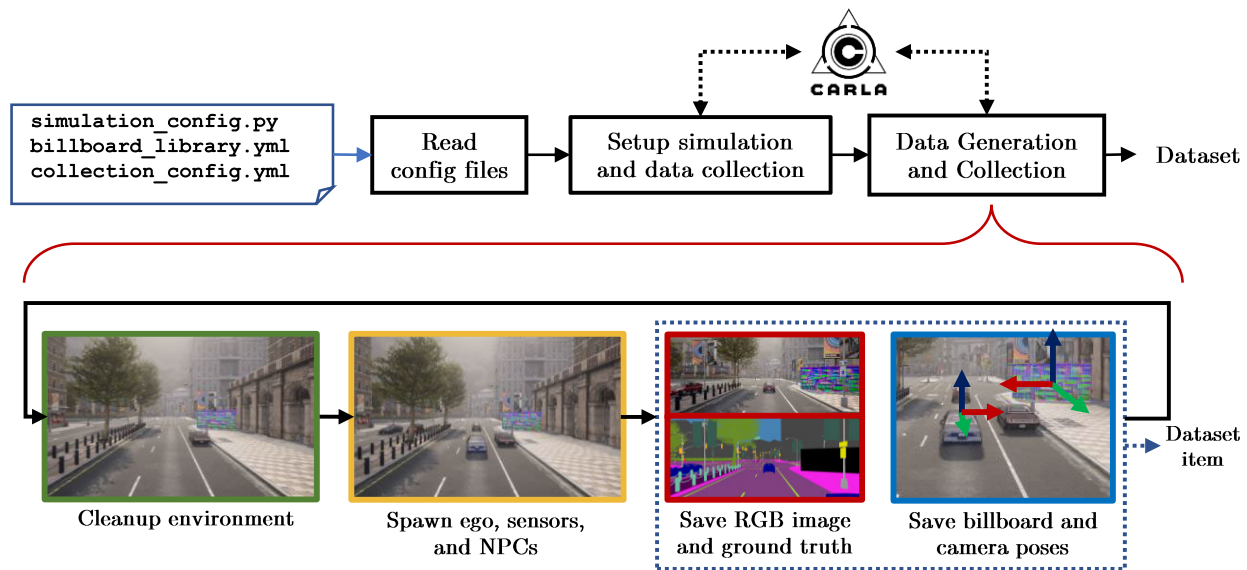 CARLA
simulation_config.py
billboard_library.yml
collection_config.yml
Read
config files
Setup simulation
and data collection
Data Generation
and Collection
Dataset
Cleanup environment
Spawn ego, sensors,
and NPCs
Save RGB image
and ground truth
Save billboard and
camera poses
Dataset
item